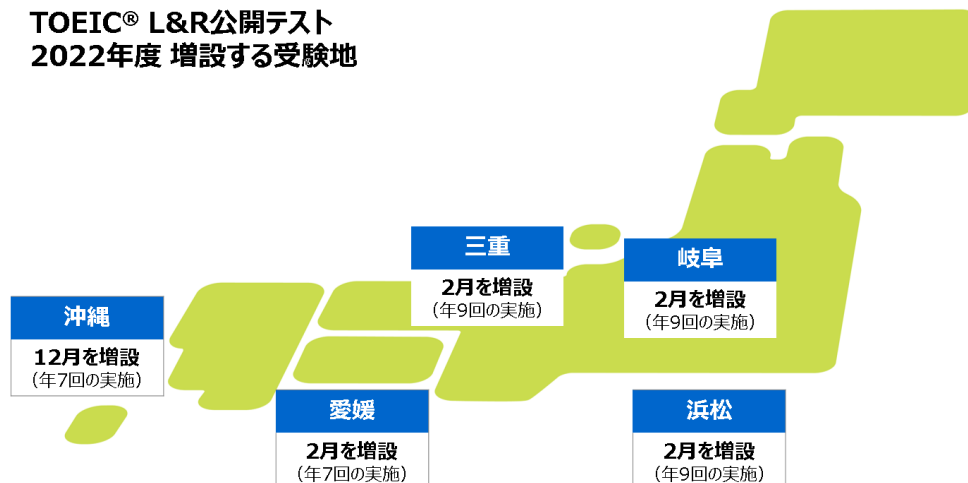 TOEIC® L&R公開テスト
2022年度 増設する受験地
三重
2月を増設
(年9回の実施)
岐阜
2月を増設
(年9回の実施)
沖縄
12月を増設
(年7回の実施)
愛媛
2月を増設
(年7回の実施)
浜松
2月を増設
(年9回の実施)